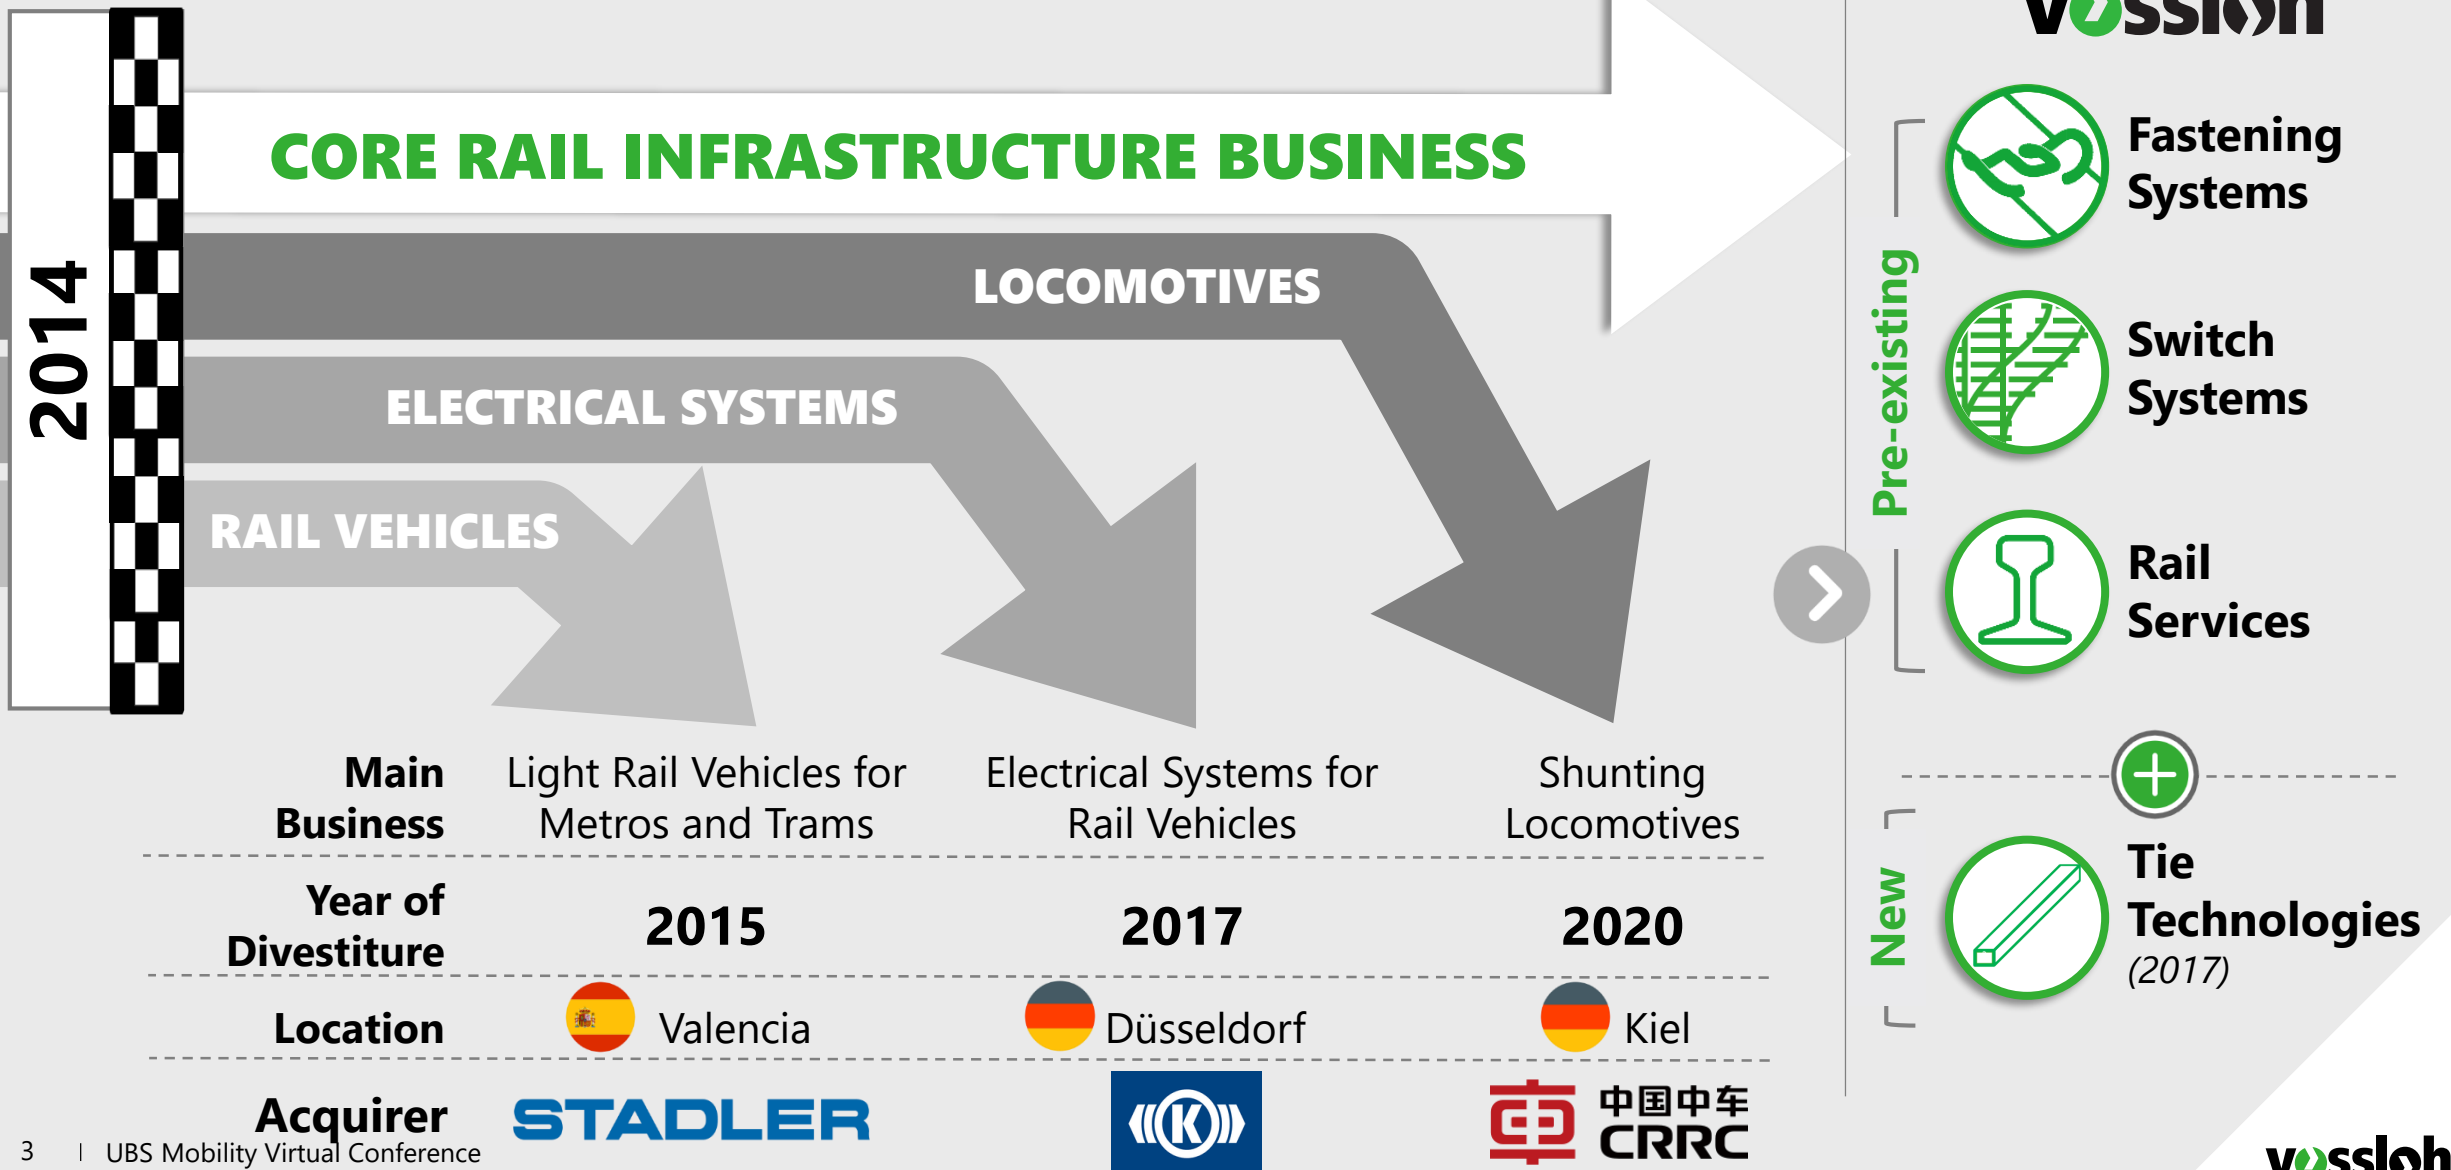 vossloh
2014
CORE RAIL INFRASTRUCTURE BUSINESS
LOCOMOTIVES
ELECTRICAL SYSTEMS
RAIL VEHICLES
Main
Business
Light Rail Vehicles for
Metros and Trams
Electrical Systems for
Rail Vehicles
Shunting
Locomotives
Year of
Divestiture
2015
2017
2020
Location
Valencia
Düsseldorf
Kiel
Acquirer
STADLER
K
中国中车
CRRC
Pre-existing
Fastening
Systems
Switch
Systems
Rail
Services
New
Tie
Technologies
(2017)
3 | UBS Mobility Virtual Conference
vossloh